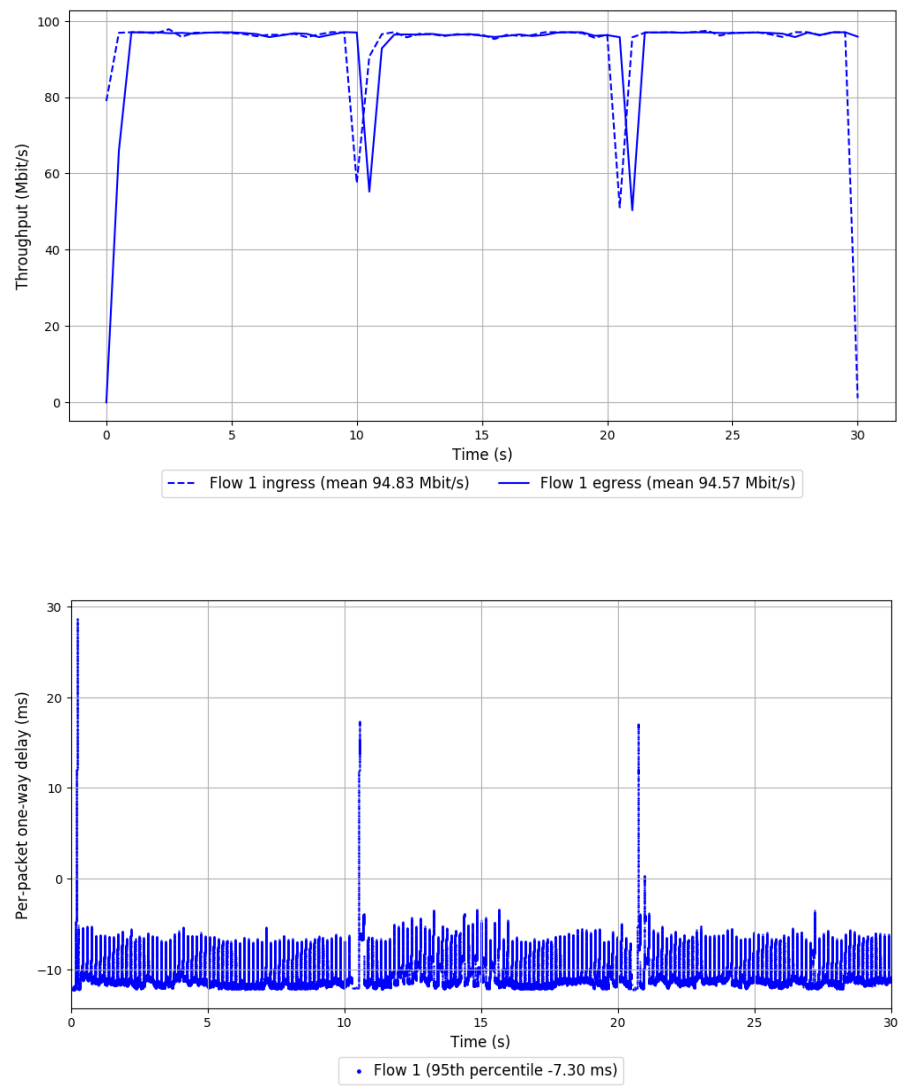 100
80
60
40
20
0
Throughput (Mbit/s)
0 5 10 15 20 25 30
Time (s)
Flow 1 ingress (mean 94.83 Mbit/s) Flow 1 egress (mean 94.57 Mbit/s)
30
20
10
0
−10
Per-packet one-way delay (ms)
0 5 10 15 20 25 30
Time (s)
Flow 1 (95th percentile -7.30 ms)